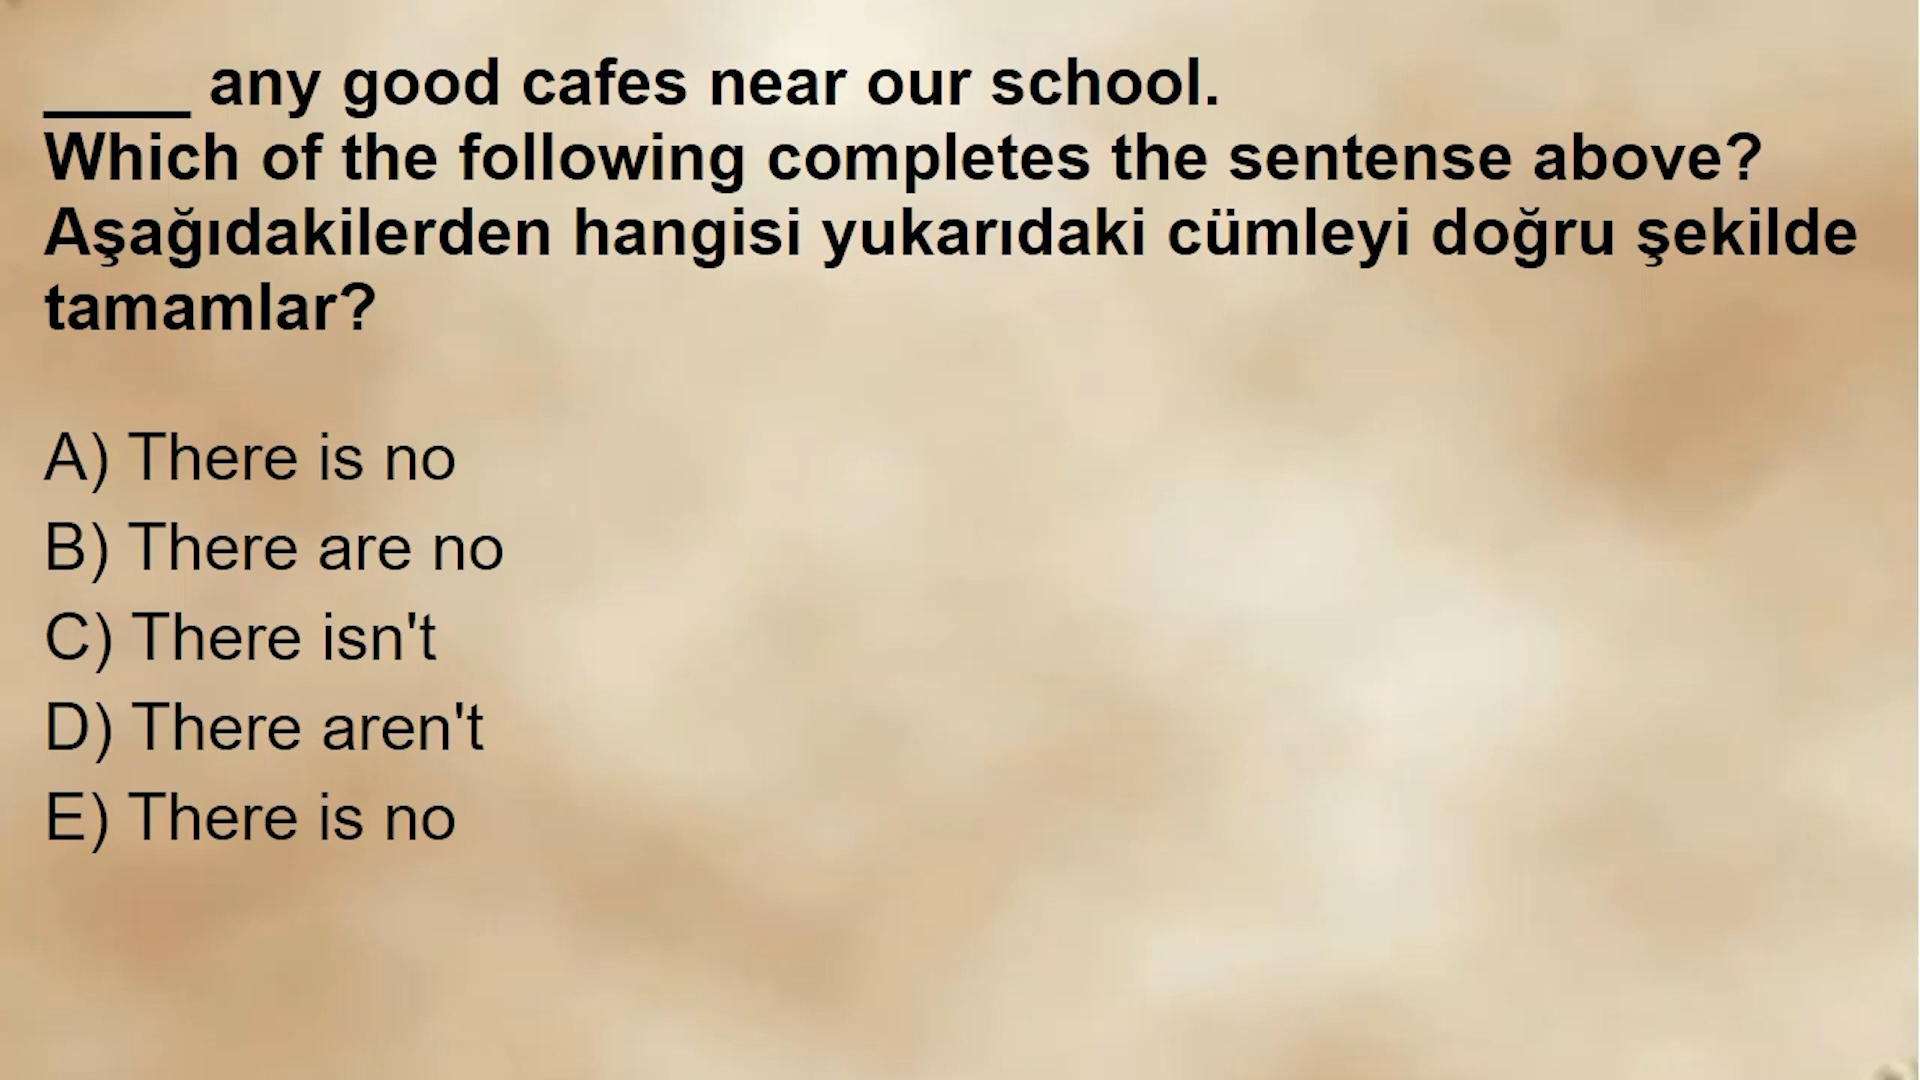 ____ any good cafes near our school.
Which of the following completes the sentense above?
Aşağıdakilerden hangisi yukarıdaki cümleyi doğru şekilde
tamamlar?
A) There is no
B) There are no
C) There isn't
D) There aren't
E) There is no